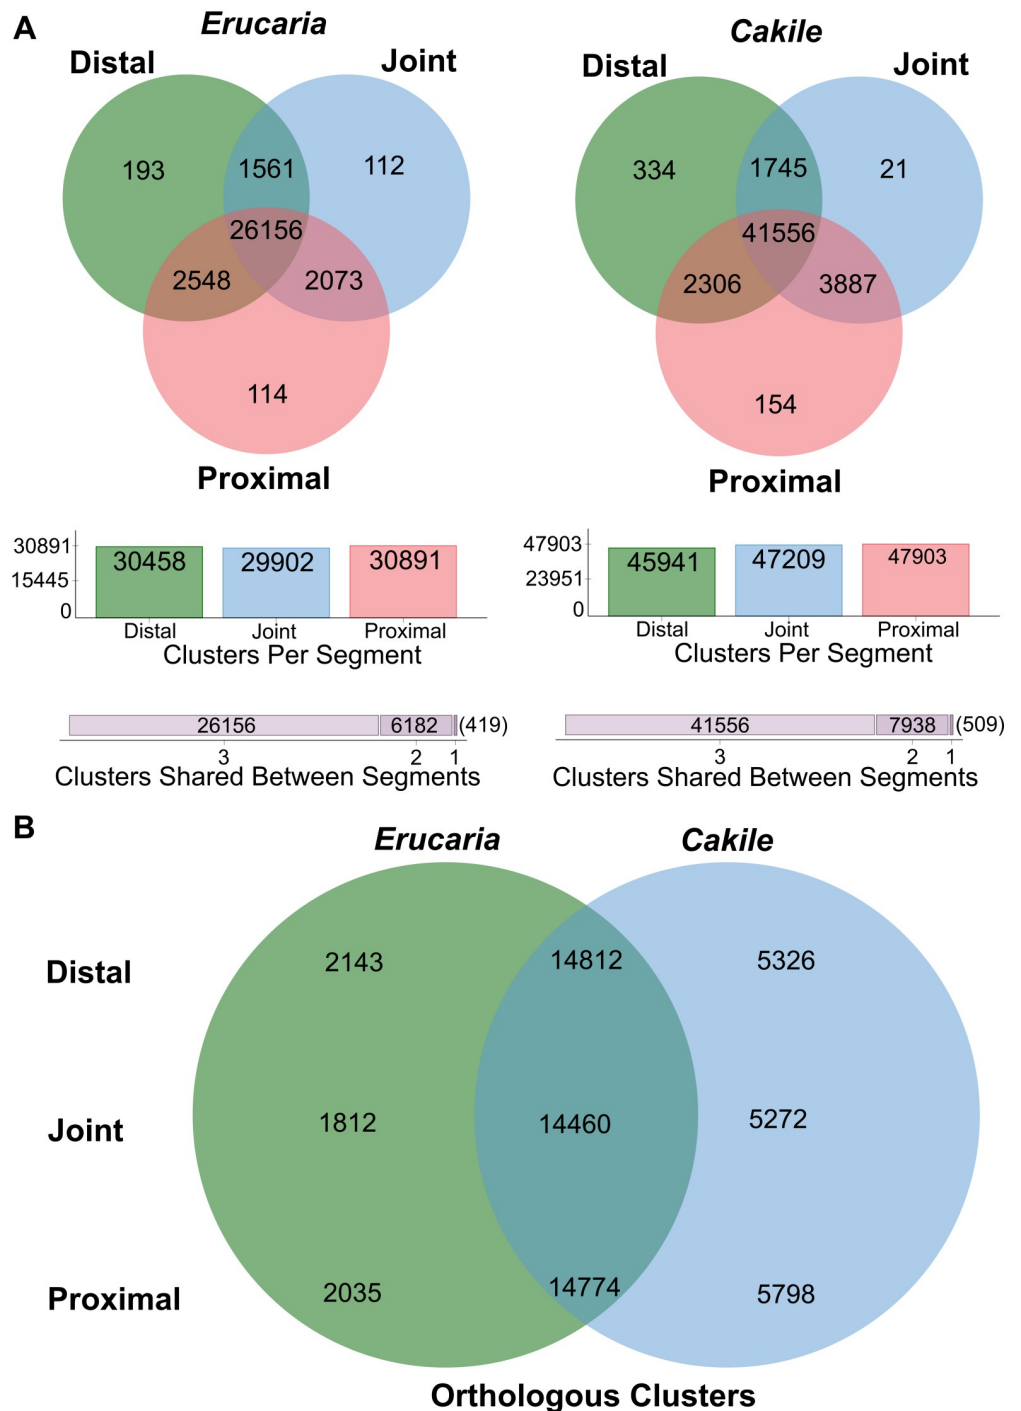 A
Erucaria
Cakile
Distal
Joint
Distal
Joint
193
1561
112
334
1745
21
26156
41556
2548
2073
2306
3887
114
154
Proximal
Proximal
30891
15445
0
30458
29902
30891
Distal
Joint
Proximal
Clusters Per Segment
47903
23951
0
45941
47209
47903
Distal
Joint
Proximal
Clusters Per Segment
26156
6182
(419)
3
2
1
Clusters Shared Between Segments
41556
7938
(509)
3
2
1
Clusters Shared Between Segments
B
Erucaria
Cakile
Distal
2143
14812
5326
Joint
1812
14460
5272
Proximal
2035
14774
5798
Orthologous Clusters